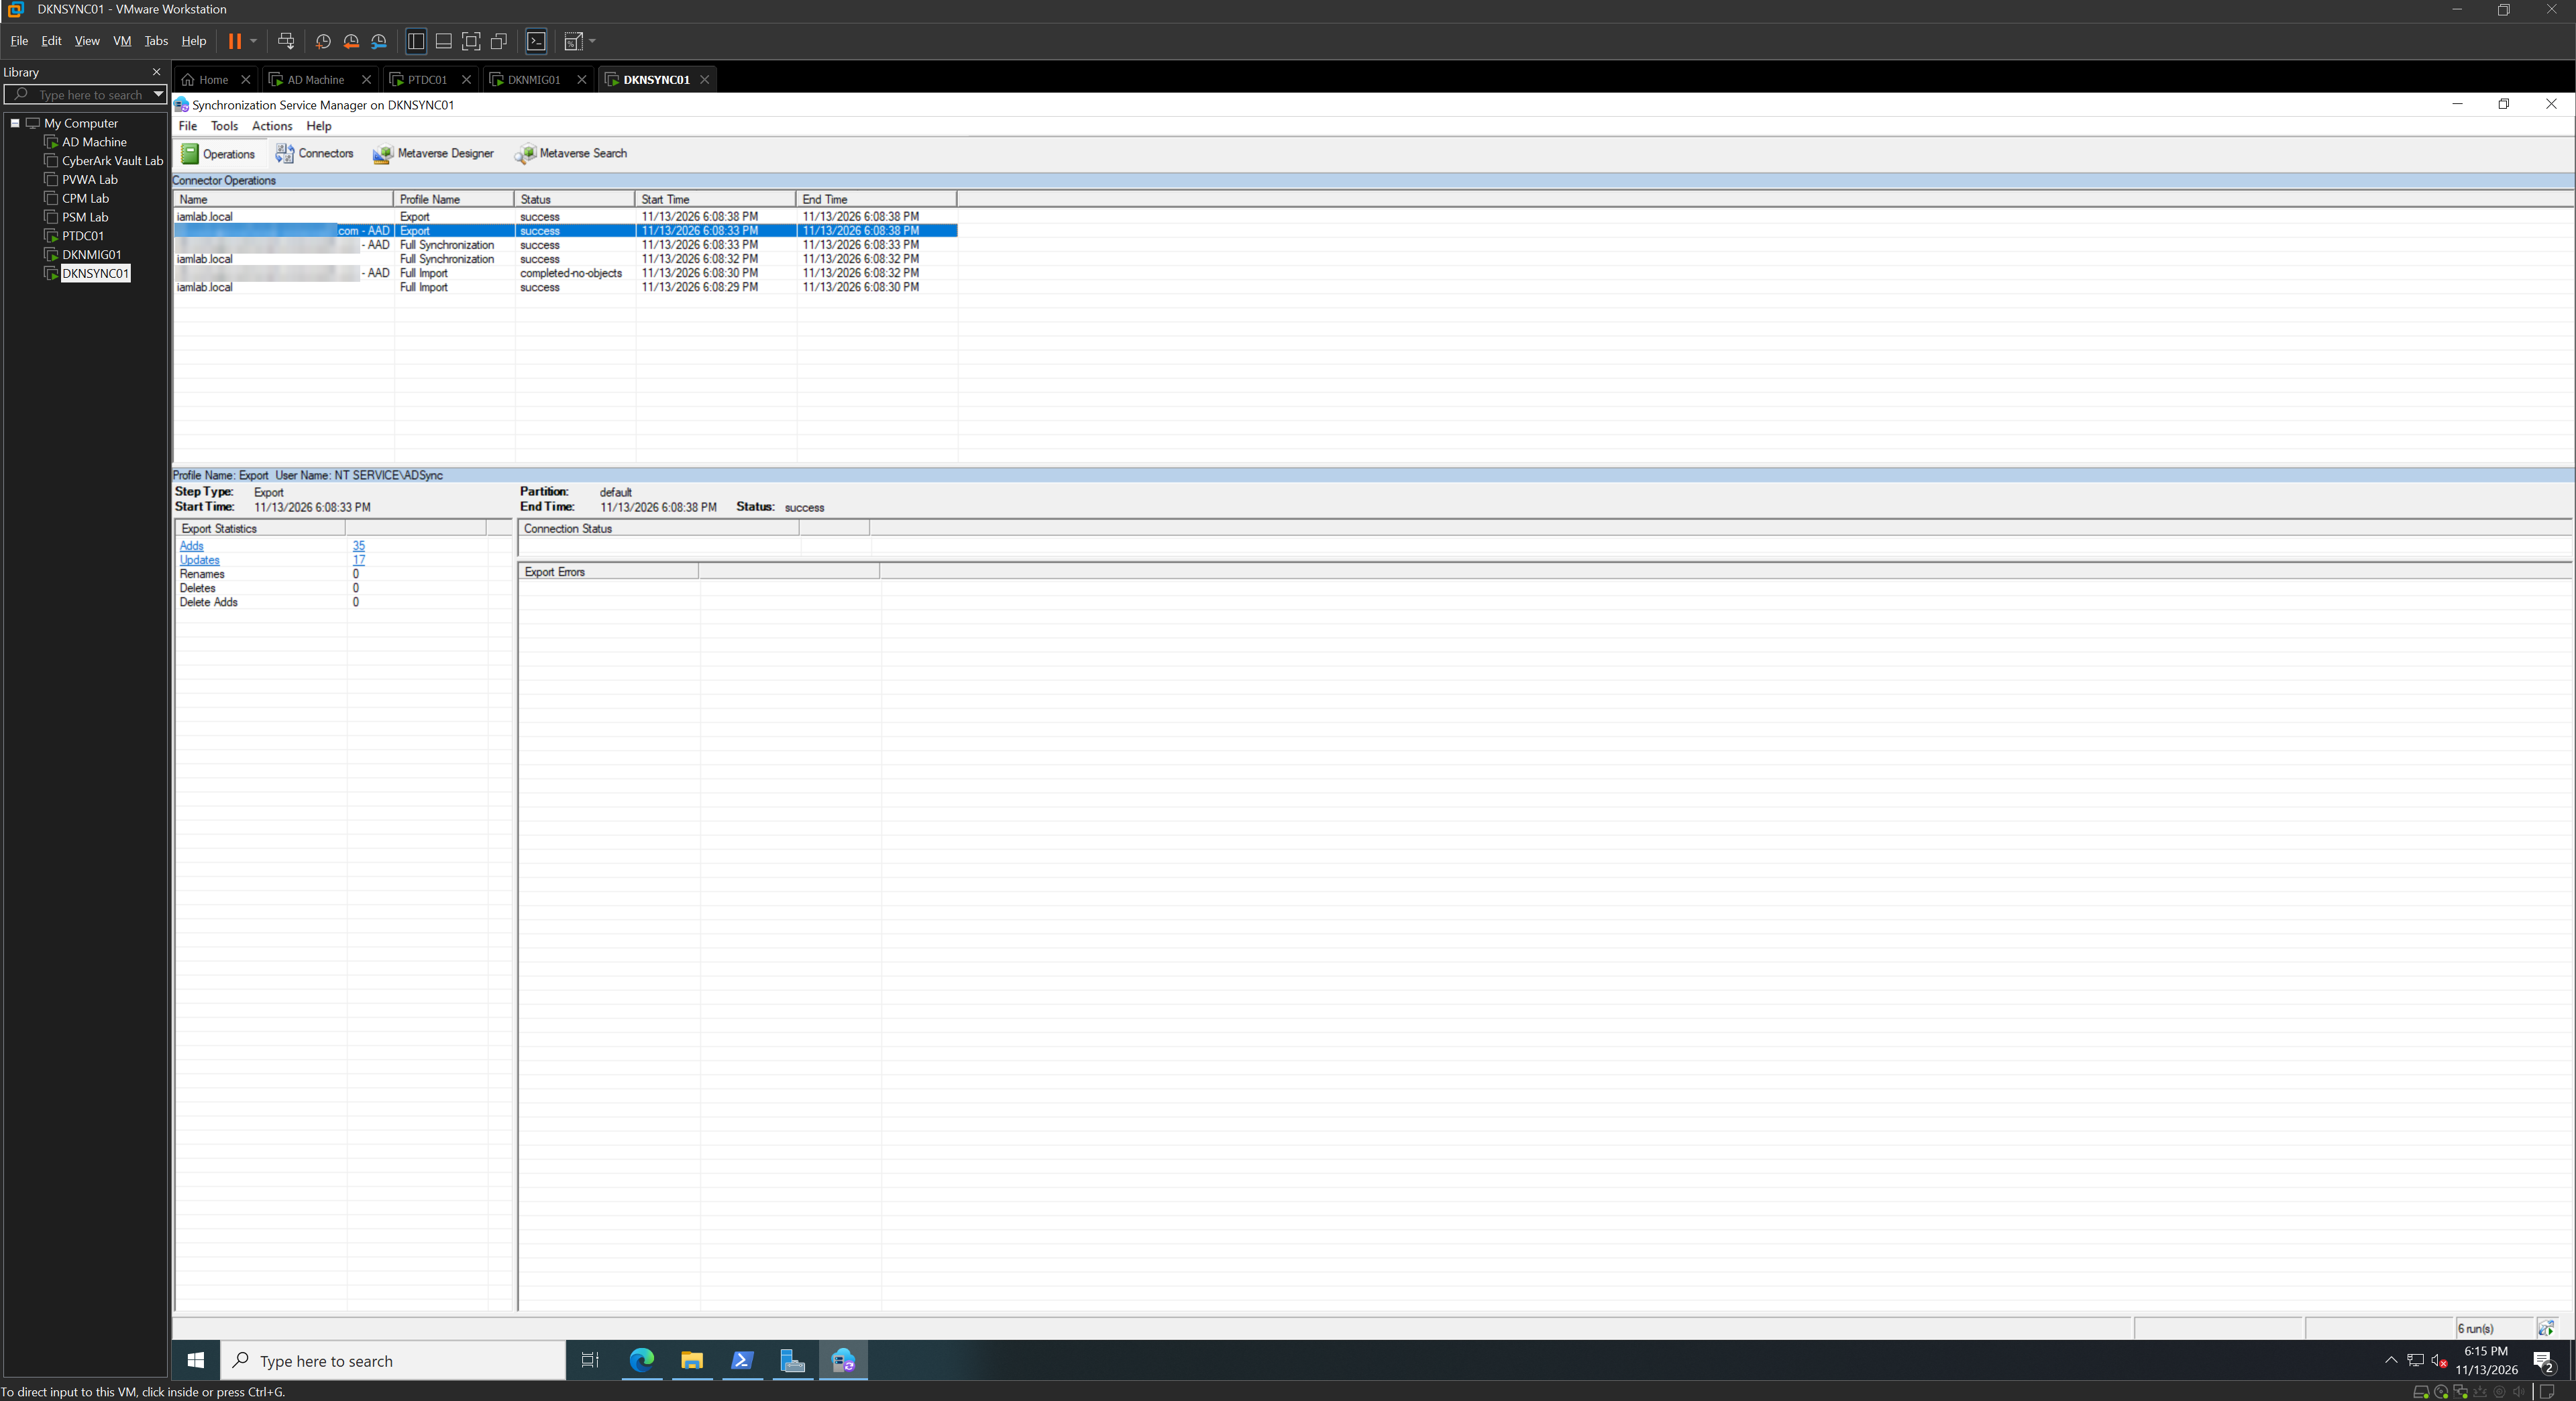 DKNSYNC01 - VMware Workstation
File Edit View VM Tabs Help
Library
Type here to search
My Computer
AD Machine
CyberArk Vault Lab
PVWA Lab
CPM Lab
PSM Lab
PTDC01
DKNMIG01
DKNSYNC01
Home AD Machine PTDC01 DKNMIG01 DKNSYNC01
Synchronization Service Manager on DKNSYNC01
File Tools Actions Help
Operations Connectors Metaverse Designer Metaverse Search
Connector Operations
Name Profile Name Status Start Time End Time
iamlab.local Export success 11/13/2026 6:08:38 PM 11/13/2026 6:08:38 PM
.com - AAD Export success 11/13/2026 6:08:33 PM 11/13/2026 6:08:38 PM
- AAD Full Synchronization success 11/13/2026 6:08:33 PM 11/13/2026 6:08:33 PM
iamlab.local Full Synchronization success 11/13/2026 6:08:32 PM 11/13/2026 6:08:32 PM
- AAD Full Import completed-no-objects 11/13/2026 6:08:30 PM 11/13/2026 6:08:32 PM
iamlab.local Full Import success 11/13/2026 6:08:29 PM 11/13/2026 6:08:30 PM
Profile Name: Export User Name: NT SERVICE\ADSync
Step Type: Export Partition: default
Start Time: 11/13/2026 6:08:33 PM End Time: 11/13/2026 6:08:38 PM Status: success
Export Statistics
Adds 35
Updates 17
Renames 0
Deletes 0
Delete Adds 0
Connection Status
Export Errors
6 run(s)
Type here to search
6:15 PM
11/13/2026
2
To direct input to this VM, click inside or press Ctrl+G.